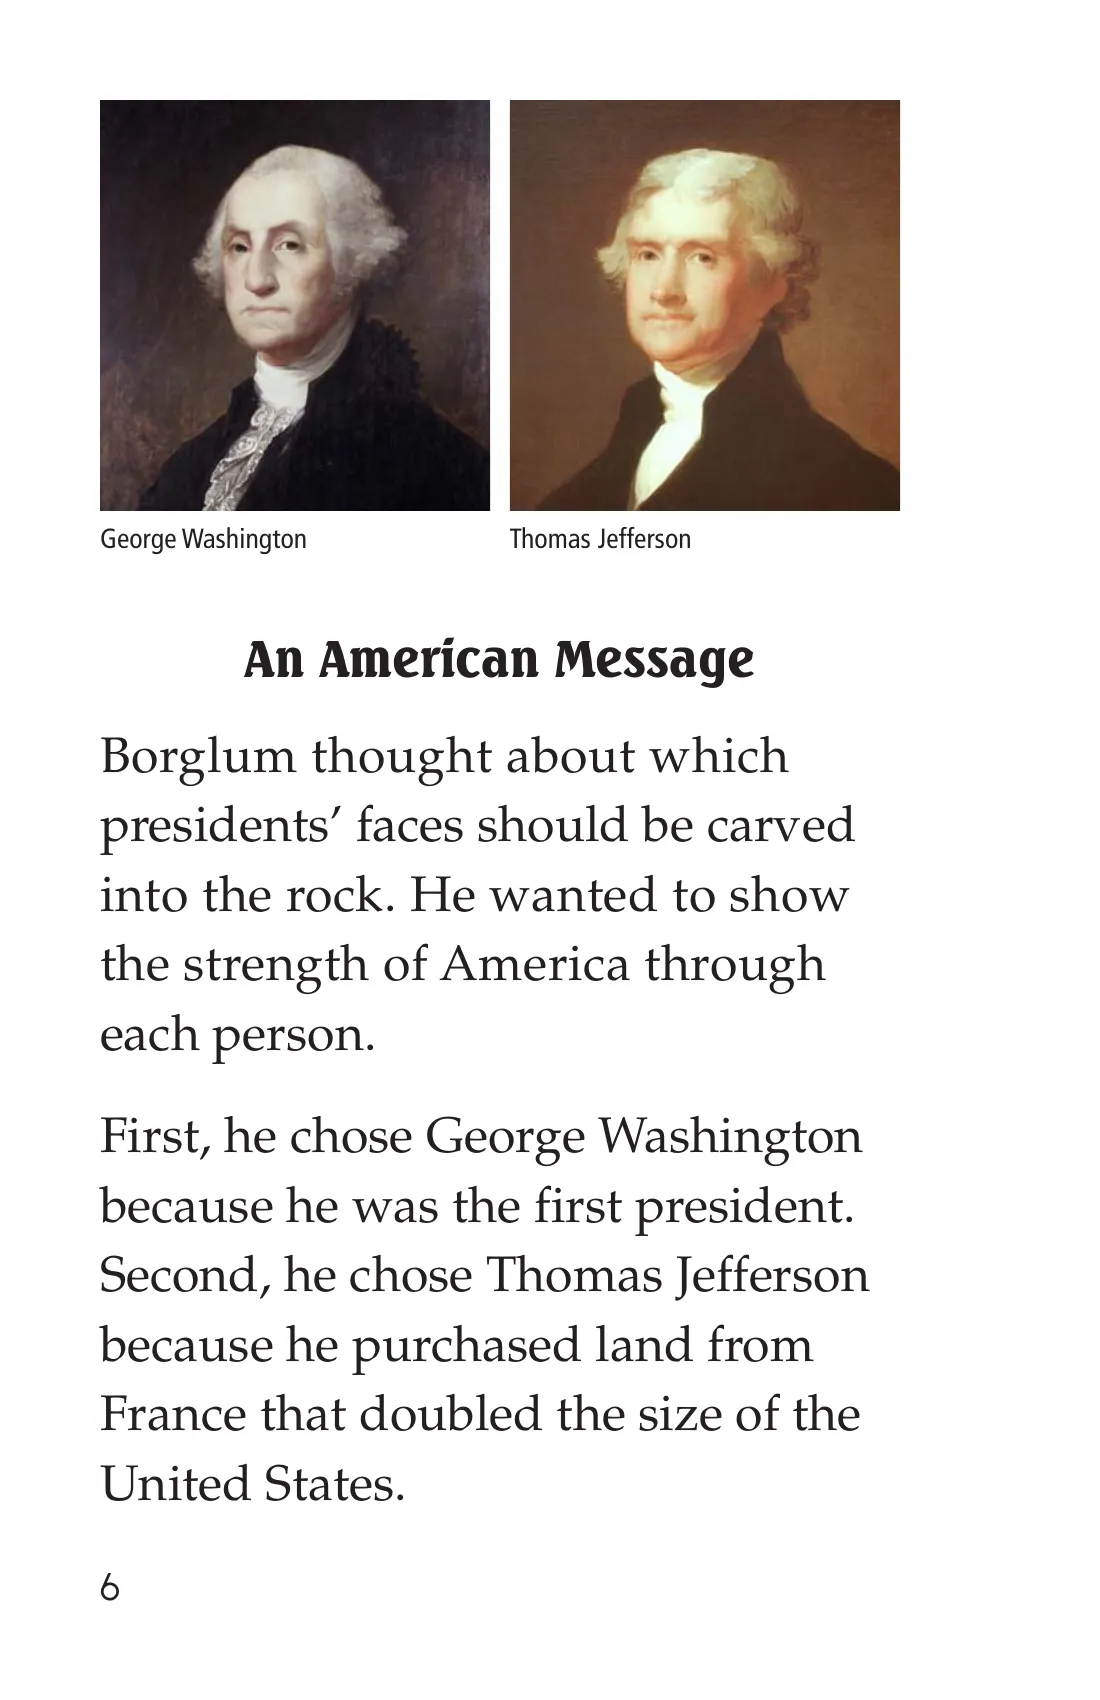 George Washington
Thomas Jefferson
An American Message
Borglum thought about which
presidents’ faces should be carved
into the rock. He wanted to show
the strength of America through
each person.
First, he chose George Washington
because he was the first president.
Second, he chose Thomas Jefferson
because he purchased land from
France that doubled the size of the
United States.
6